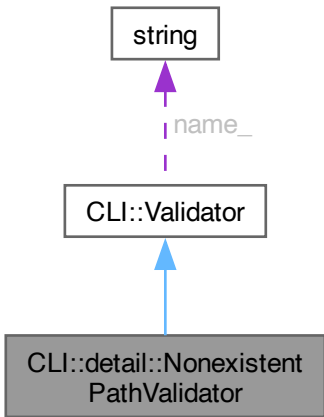 string
name_
CLI::Validator
CLI::detail::Nonexistent
PathValidator